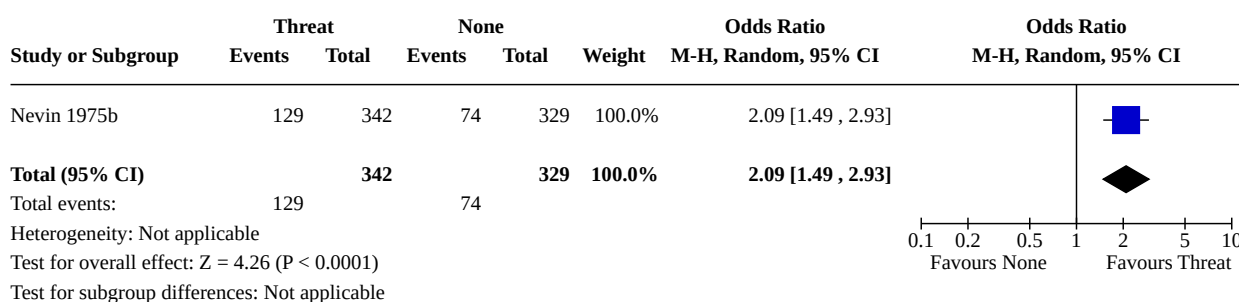 Threat None Odds Ratio Odds Ratio
Study or Subgroup Events Total Events Total Weight M-H, Random, 95% CI M-H, Random, 95% CI
Nevin 1975b 129 342 74 329 100.0% 2.09 [1.49 , 2.93]
Total (95% CI) 342 329 100.0% 2.09 [1.49 , 2.93]
Total events: 129 74
Heterogeneity: Not applicable 0.1 0.2 0.5 1 2 5 10
Test for overall effect: Z = 4.26 (P < 0.0001) Favours None Favours Threat
Test for subgroup differences: Not applicable